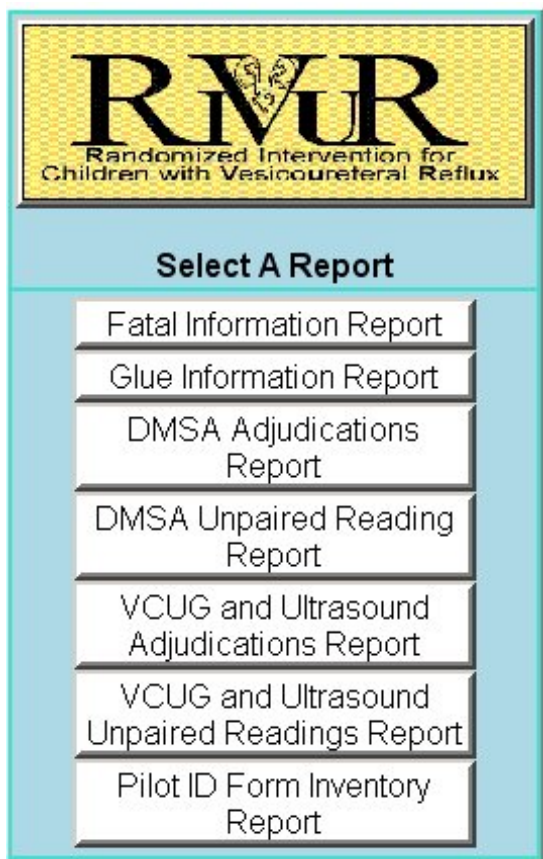 RIVUR
Randomized Intervention for
Children with Vesicoureteral Reflux
Select A Report
Fatal Information Report
Glue Information Report
DMSA Adjudications
Report
DMSA Unpaired Reading
Report
VCUG and Ultrasound
Adjudications Report
VCUG and Ultrasound
Unpaired Readings Report
Pilot ID Form Inventory
Report